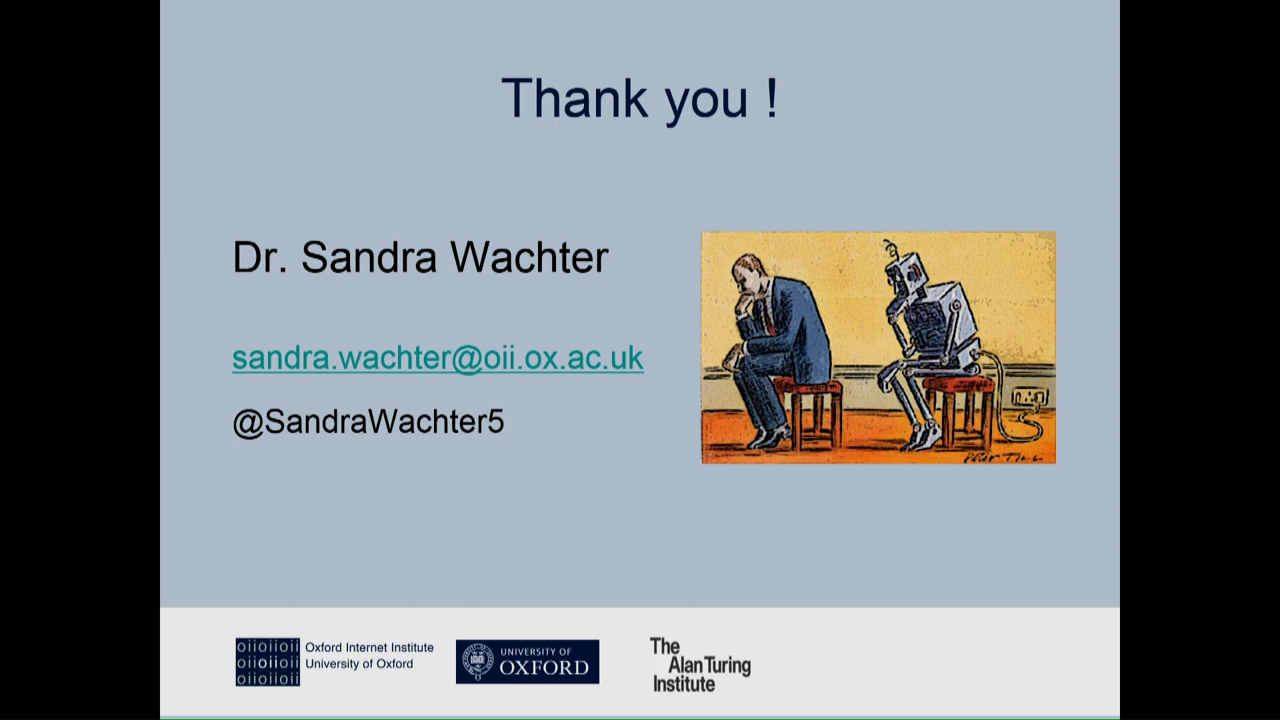 Thank you !
Dr. Sandra Wachter
sandra.wachter@oii.ox.ac.uk
@SandraWachter5
oiioiioii
oiioiioii
oiioiioii
Oxford Internet Institute
University of Oxford
UNIVERSITY OF
OXFORD
The
Alan Turing
Institute